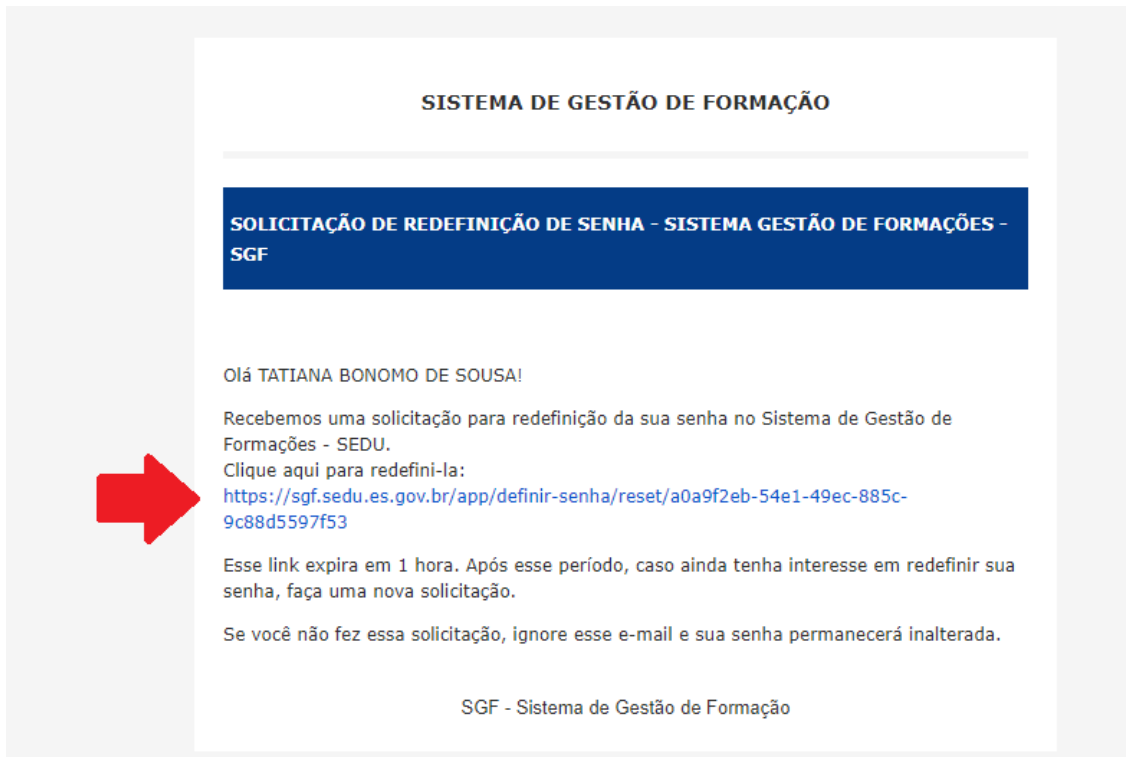 SISTEMA DE GESTÃO DE FORMAÇÃO
SOLICITAÇÃO DE REDEFINIÇÃO DE SENHA - SISTEMA GESTÃO DE FORMAÇÕES -
SGF
Olá TATIANA BONOMO DE SOUSA!
Recebemos uma solicitação para redefinição da sua senha no Sistema de Gestão de
Formações - SEDU.
Clique aqui para redefini-la:
https://sgf.sedu.es.gov.br/app/definir-senha/reset/a0a9f2eb-54e1-49ec-885c-
9c88d5597f53
Esse link expira em 1 hora. Após esse período, caso ainda tenha interesse em redefinir sua
senha, faça uma nova solicitação.
Se você não fez essa solicitação, ignore esse e-mail e sua senha permanecerá inalterada.
SGF - Sistema de Gestão de Formação